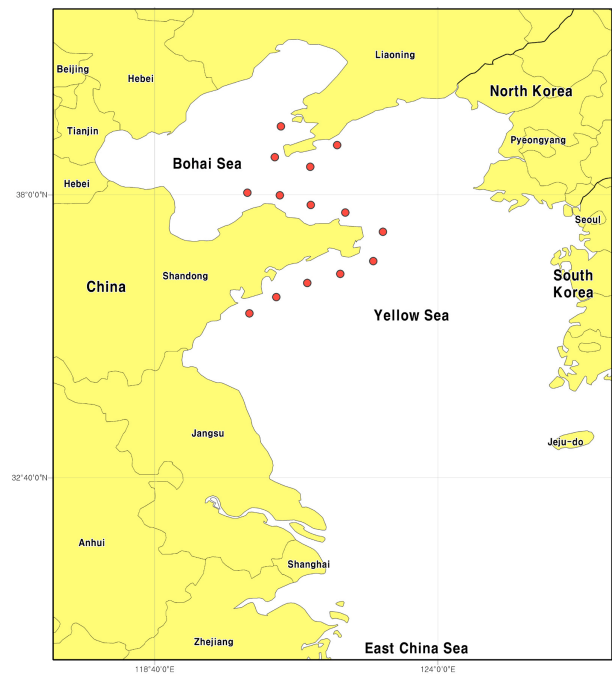 Liaoning
Beijing
Hebei
North Korea
Tianjin
Pyeongyang
Bohai Sea
Hebei
38°0'0"N
Seoul
Shandong
China
South
Korea
Yellow Sea
Jangsu
Jeju-do
32°40'0"N
Anhui
Shanghai
Zhejiang
East China Sea
118°40'0"E
124°0'0"E